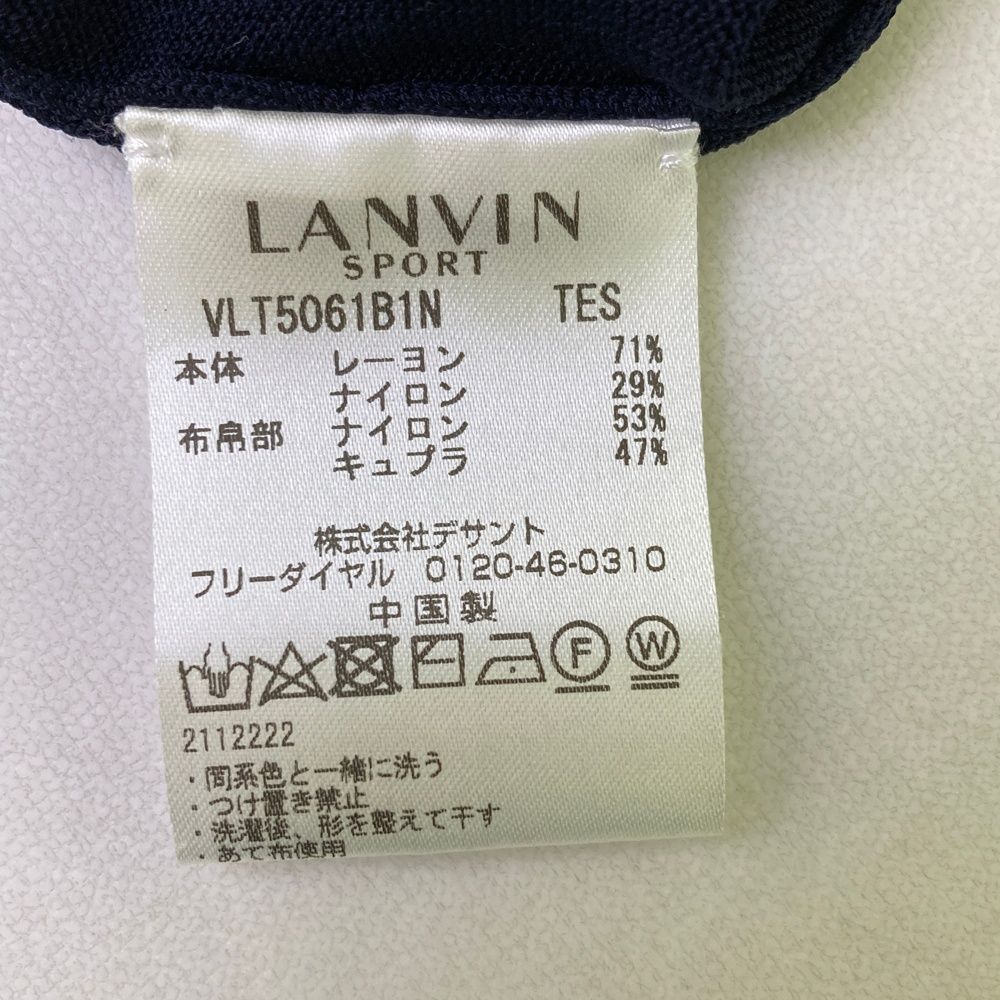 LANVIN
SPORT
VLT5061B1N TES
本体 レーヨン 71%
ナイロン 29%
布帛部 ナイロン 53%
キュプラ 47%
株式会社デサント
フリーダイヤル 0120-46-0310
中国製
F W
2112222
・同系色と一緒に洗う
・つけ置き禁止
・洗濯後、形を整えて干す
・あて布使用